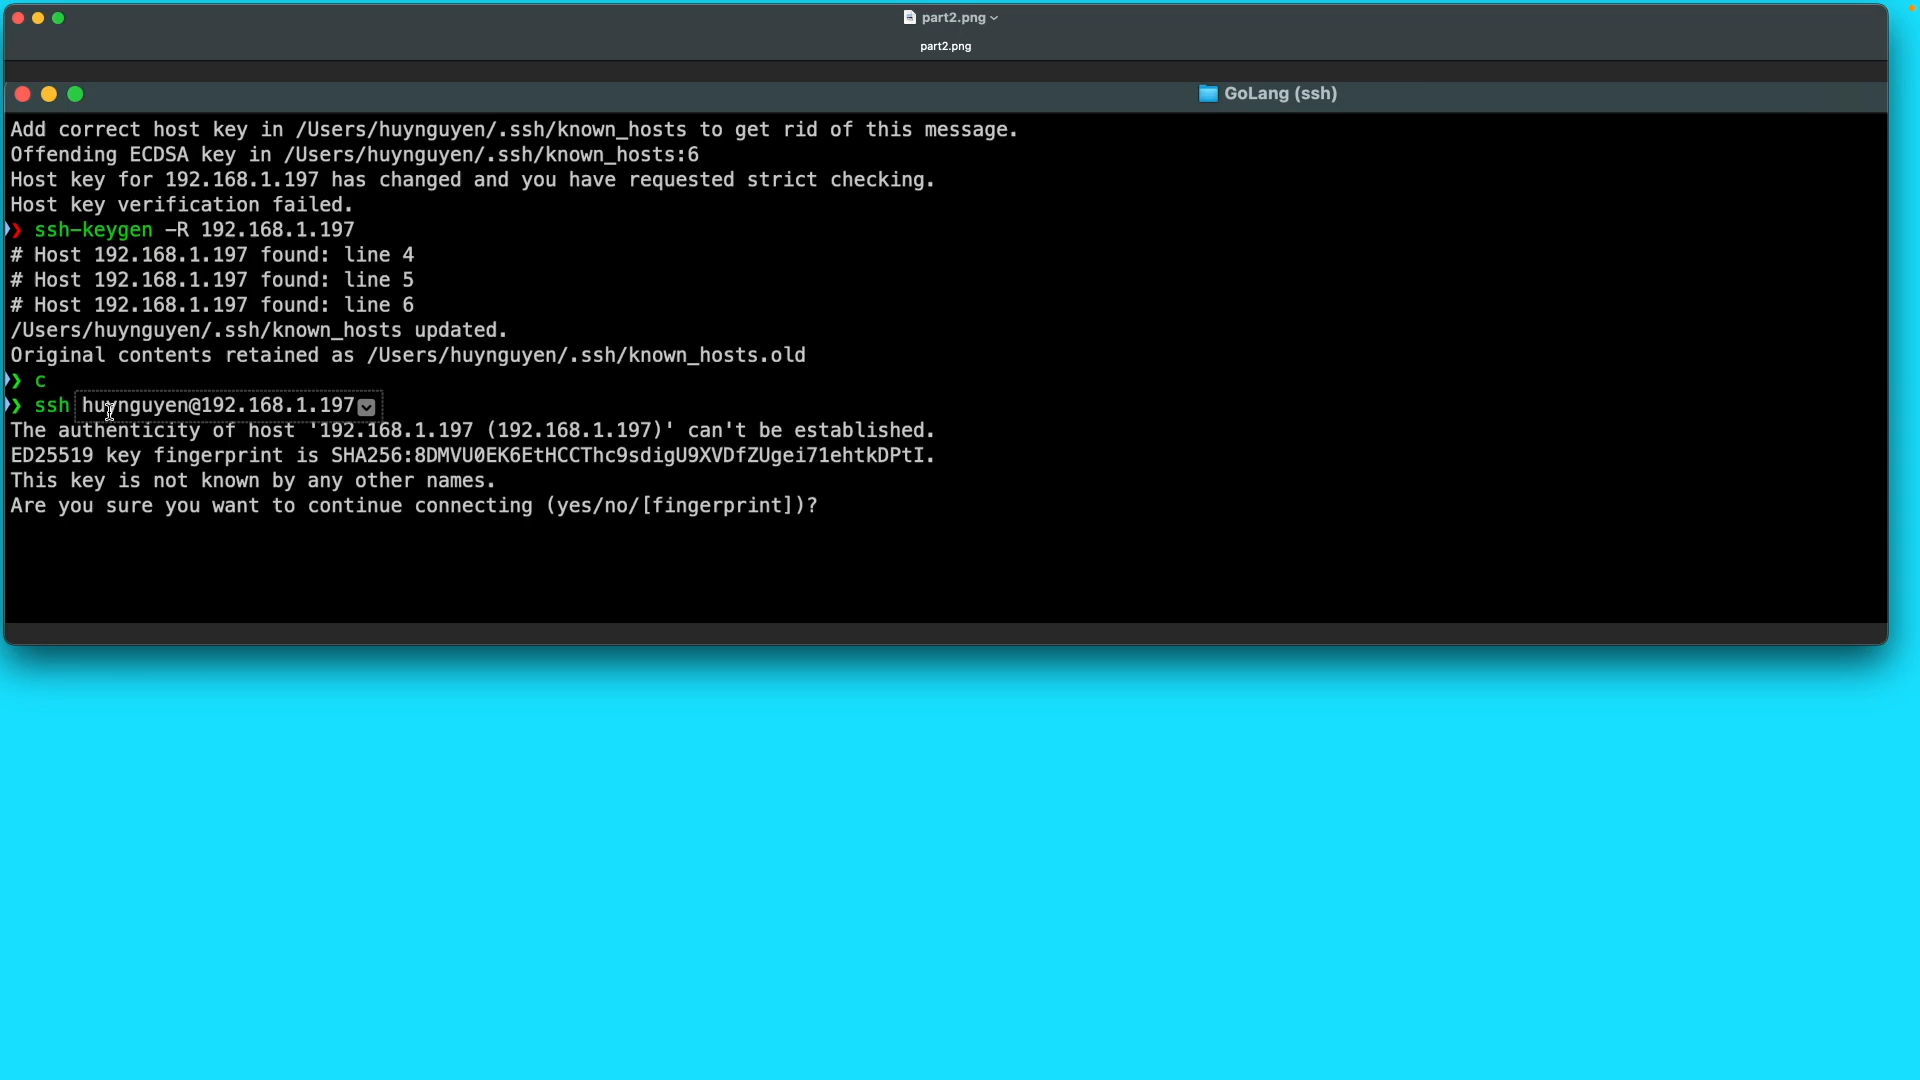 part2.png
part2.png
GoLang (ssh)
Add correct host key in /Users/huynguyen/.ssh/known_hosts to get rid of this message.
Offending ECDSA key in /Users/huynguyen/.ssh/known_hosts:6
Host key for 192.168.1.197 has changed and you have requested strict checking.
Host key verification failed.
❯ ssh-keygen -R 192.168.1.197
# Host 192.168.1.197 found: line 4
# Host 192.168.1.197 found: line 5
# Host 192.168.1.197 found: line 6
/Users/huynguyen/.ssh/known_hosts updated.
Original contents retained as /Users/huynguyen/.ssh/known_hosts.old
❯ c
❯ ssh huynguyen@192.168.1.197
The authenticity of host '192.168.1.197 (192.168.1.197)' can't be established.
ED25519 key fingerprint is SHA256:8DMVU0EK6EtHCCThc9sdigU9XVDfZUgei71ehtkDPtI.
This key is not known by any other names.
Are you sure you want to continue connecting (yes/no/[fingerprint])?